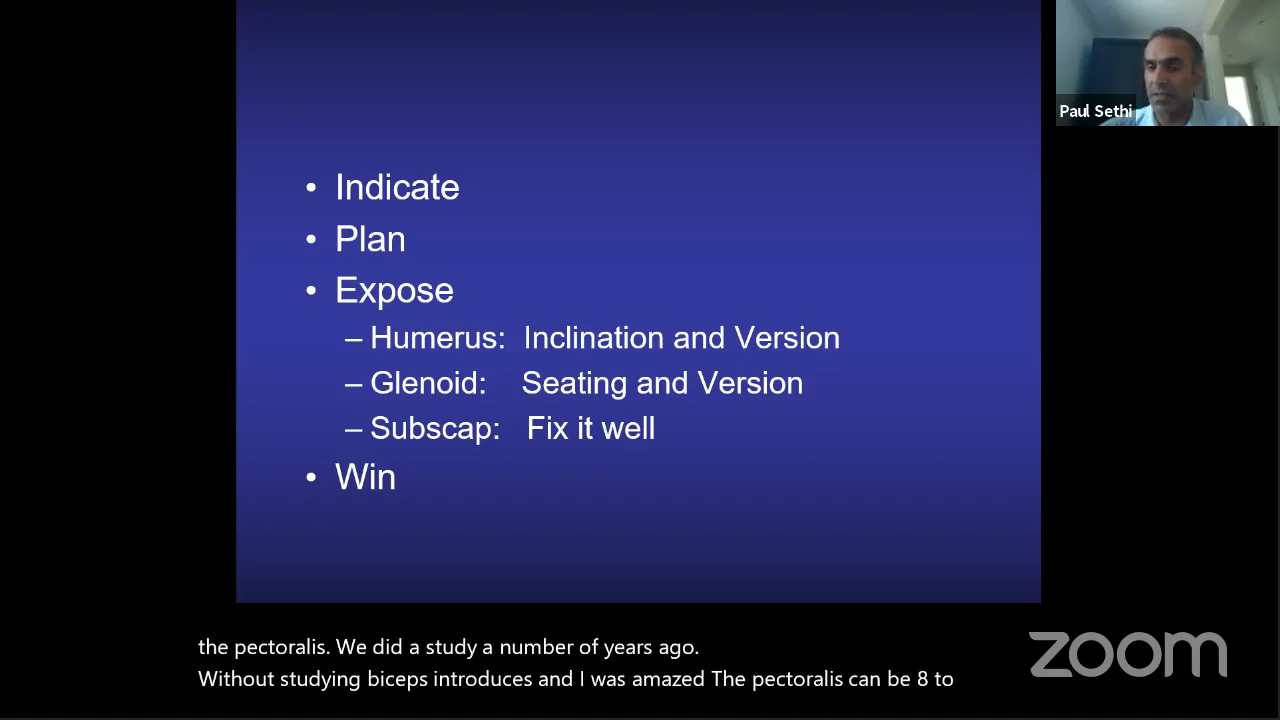 • Indicate
• Plan
• Expose
– Humerus: Inclination and Version
– Glenoid: Seating and Version
– Subscap: Fix it well
• Win
Paul Sethi
the pectoralis. We did a study a number of years ago.
Without studying biceps introduces and I was amazed The pectoralis can be 8 to
zoom